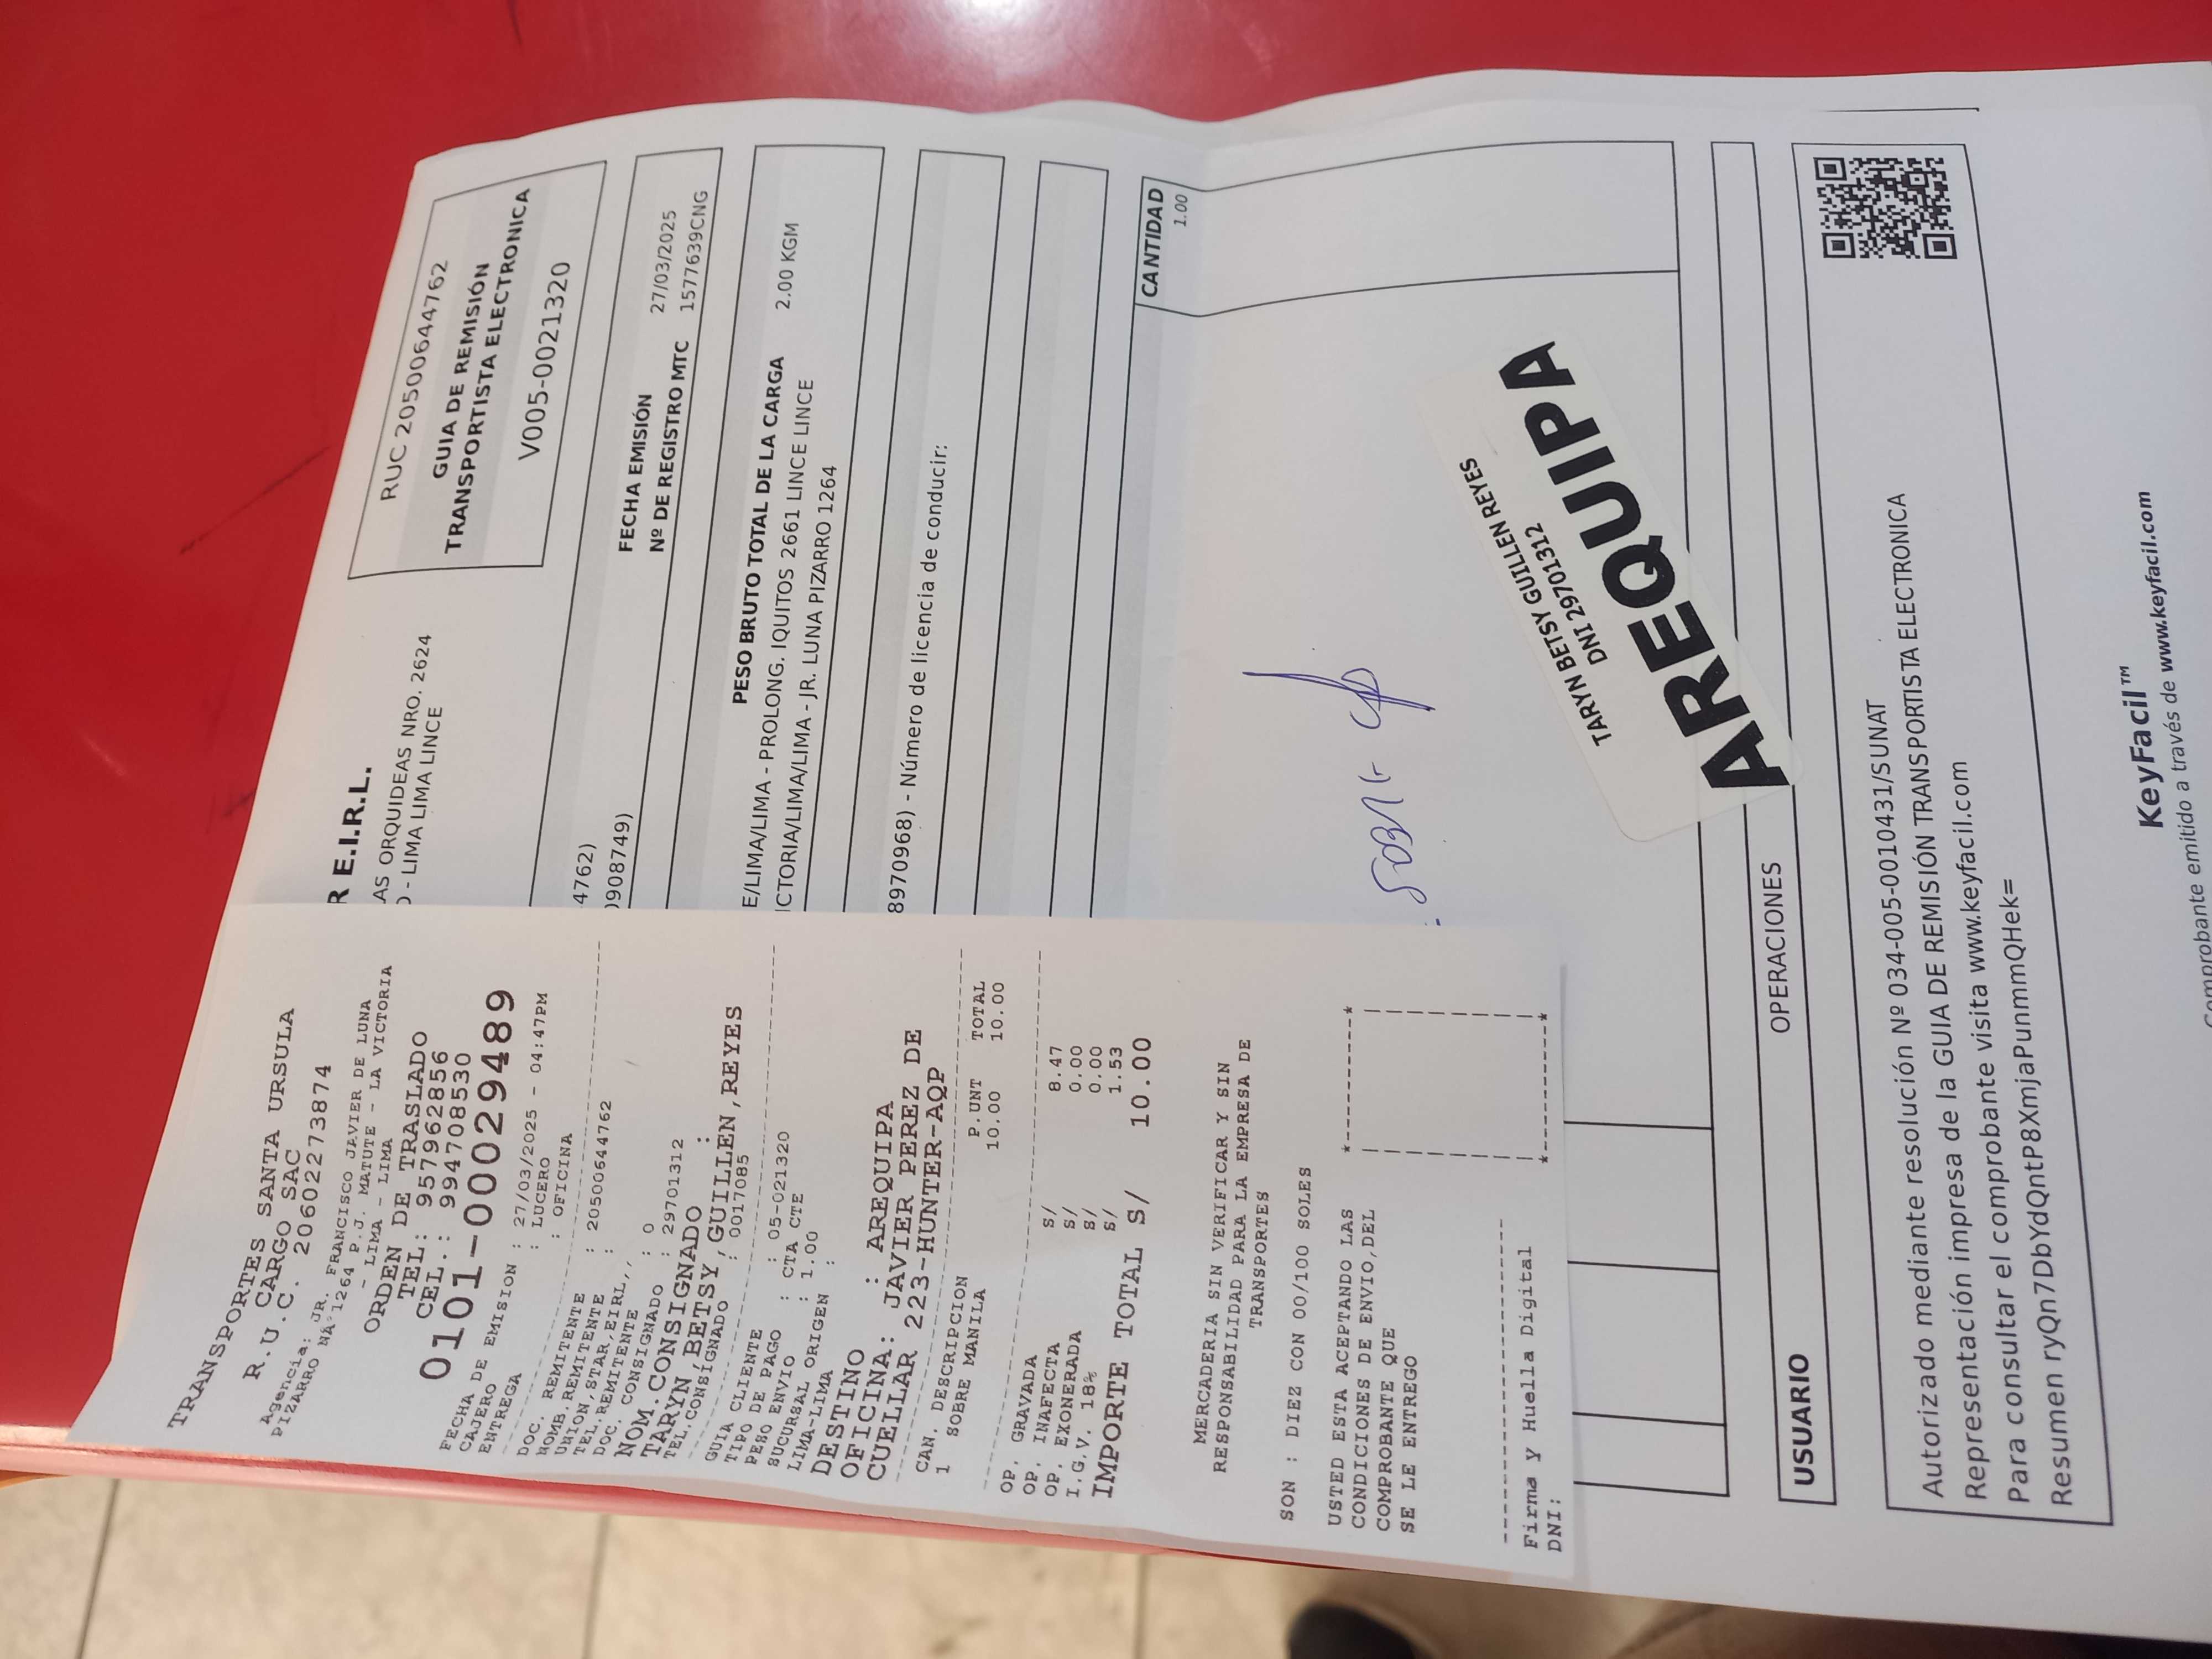 TRANSPORTES SANTA URSULA
CARGO SAC
R.U.C. 20602273874
Agencia: JR. FRANCISCO JAVIER DE LUNA
PIZARRO Nº 1264 P.J. MATUTE - LA VICTORIA
- LIMA - LIMA
ORDEN DE TRASLADO
TEL: 957962856
CEL.: 994708530
0101-00029489
FECHA DE EMISION : 27/03/2025 - 04:47PM
CAJERO : LUCERO
ENTREGA : OFICINA
DOC. REMITENTE : 20500644762
NOMB.REMITENTE :
UNION,STAR,EIRL,,
TEL.REMITENTE : 0
DOC. CONSIGNADO : 29701312
NOM.CONSIGNADO :
TARYN,BETSY,GUILLEN,REYES
TEL.CONSIGNADO : 0017085
GUIA CLIENTE : 05-021320
TIPO DE PAGO : CTA CTE
PESO ENVIO : 1.00
SUCURSAL ORIGEN :
LIMA-LIMA
DESTINO : AREQUIPA
OFICINA: JAVIER PEREZ DE
CUELLAR 223-HUNTER-AQP
CAN. DESCRIPCION P.UNT TOTAL
1 SOBRE MANILA 10.00 10.00
OP. GRAVADA S/ 8.47
OP. INAFECTA S/ 0.00
OP. EXONERADA S/ 0.00
I.G.V. 18% S/ 1.53
IMPORTE TOTAL S/ 10.00
MERCADERIA SIN VERIFICAR Y SIN
RESPONSABILIDAD PARA LA EMPRESA DE
TRANSPORTES
SON : DIEZ CON 00/100 SOLES
USTED ESTA ACEPTANDO LAS
CONDICIONES DE ENVIO,DEL
COMPROBANTE QUE
SE LE ENTREGO
Firma y Huella Digital
DNI:
R E.I.R.L.
AS ORQUIDEAS NRO. 2624
O - LIMA LIMA LINCE
RUC 20500644762
GUIA DE REMISIÓN
TRANSPORTISTA ELECTRONICA
V005-00213​20
4762)
09908749)
FECHA EMISIÓN 27/03/2025
Nº DE REGISTRO MTC 1577639CNG
PESO BRUTO TOTAL DE LA CARGA 2.00 KGM
E/LIMA/LIMA - PROLONG. IQUITOS 2661 LINCE LINCE
ICTORIA/LIMA/LIMA - JR. LUNA PIZARRO 1264
8970968) - Número de licencia de conducir:
CANTIDAD
1.00
TARYN BETSY GUILLEN REYES
DNI 29701312
AREQUIPA
USUARIO OPERACIONES
Autorizado mediante resolución Nº 034-005-0010431/SUNAT
Representación impresa de la GUIA DE REMISIÓN TRANSPORTISTA ELECTRONICA
Para consultar el comprobante visita www.keyfacil.com
Resumen ryQn7DbYdQntP8XmjaPunmmQHek=
KeyFacil™
Comprobante emitido a través de www.keyfacil.com